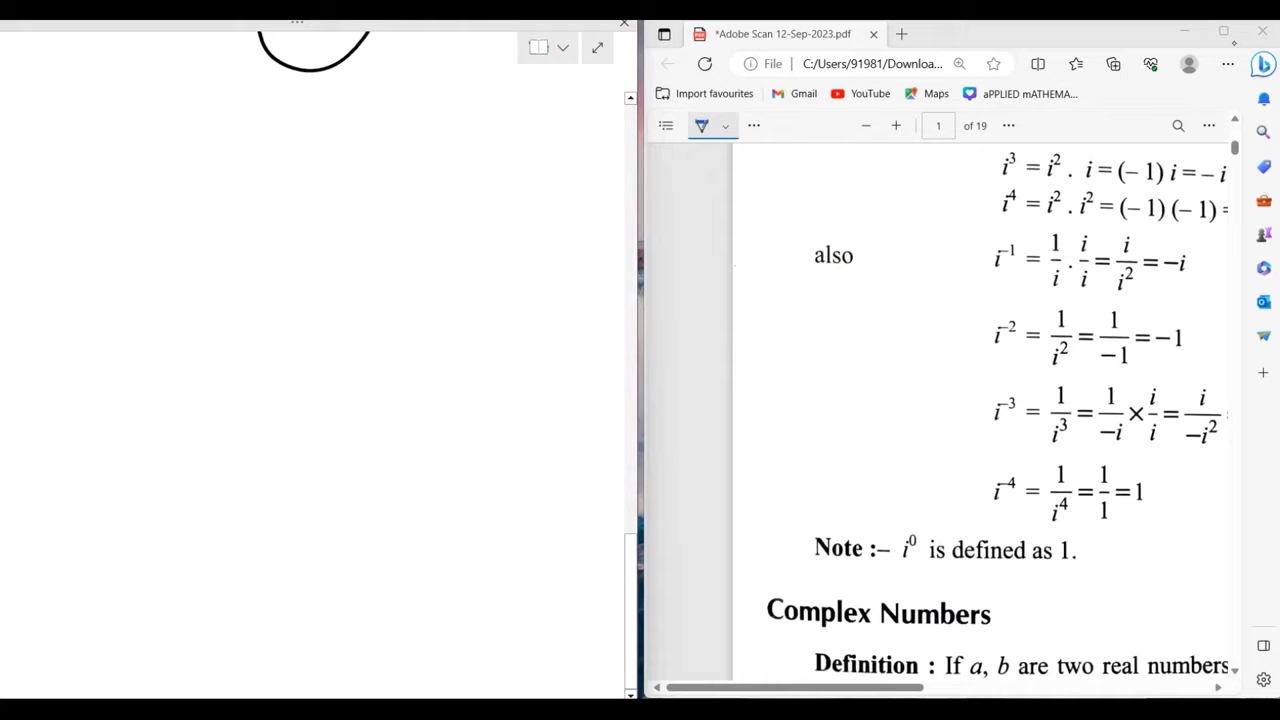 *Adobe Scan 12-Sep-2023.pdf
File C:/Users/91981/Downloa...
Import favourites Gmail YouTube Maps aPPLIED mATHEMA...
1 of 19
i³ = i² . i = (– 1) i = – i
i⁴ = i² . i² = (– 1) (– 1) =
also i⁻¹ = 1/i . i/i = i/i² = –i
i⁻² = 1/i² = 1/–1 = –1
i⁻³ = 1/i³ = 1/–i × i/i = i/–i²
i⁻⁴ = 1/i⁴ = 1/1 = 1
Note :– i⁰ is defined as 1.
Complex Numbers
Definition : If a, b are two real numbers